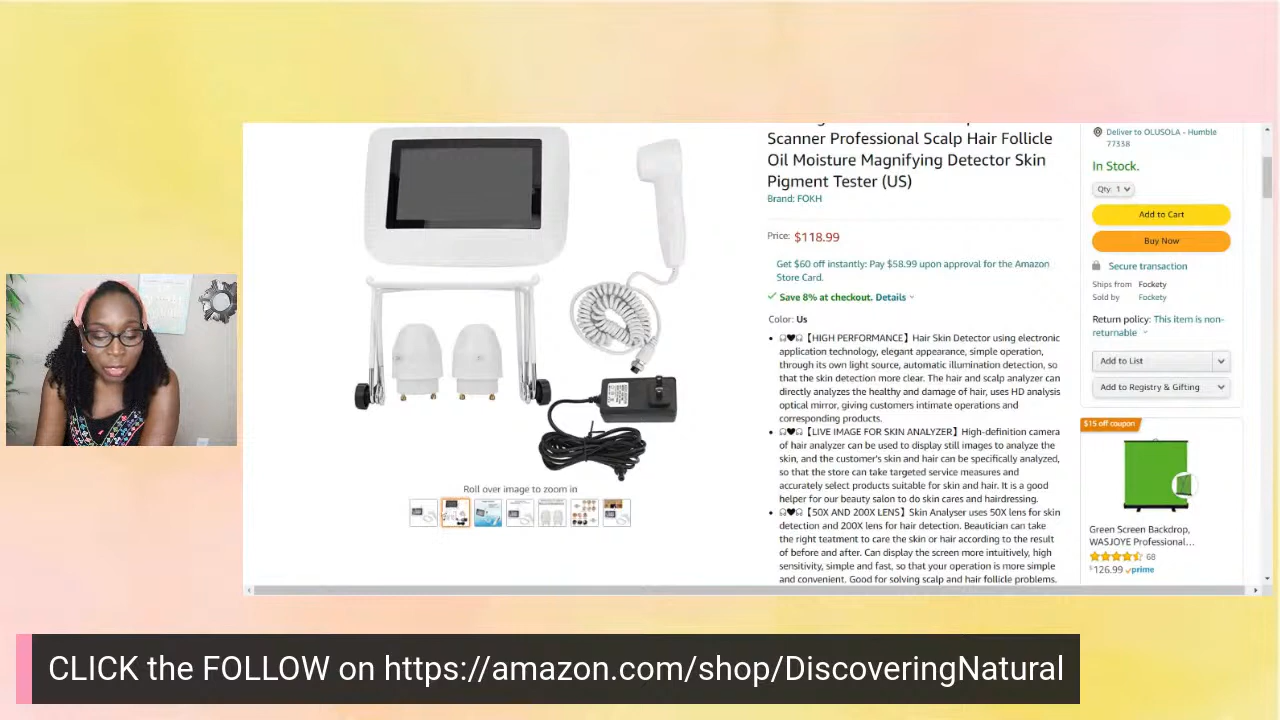 Scanner Professional Scalp Hair Follicle
Oil Moisture Magnifying Detector Skin
Pigment Tester (US)
Brand: FOKH
Price: $118.99
Get $60 off instantly: Pay $58.99 upon approval for the Amazon
Store Card.
Save 8% at checkout. Details
Color: Us
【HIGH PERFORMANCE】Hair Skin Detector using electronic
application technology, elegant appearance, simple operation,
through its own light source, automatic illumination detection, so
that the skin detection more clear. The hair and scalp analyzer can
directly analyzes the healthy and damage of hair, uses HD analysis
optical mirror, giving customers intimate operations and
corresponding products.
【LIVE IMAGE FOR SKIN ANALYZER】High-definition camera
of hair analyzer can be used to display still images to analyze the
skin, and the customer's skin and hair can be specifically analyzed,
so that the store can take targeted service measures and
accurately select products suitable for skin and hair. It is a good
helper for our beauty salon to do skin cares and hairdressing.
【50X AND 200X LENS】Skin Analyser uses 50X lens for skin
detection and 200X lens for hair detection. Beautician can take
the right teatment to care the skin or hair according to the result
of before and after. Can display the screen more intuitively, high
sensitivity, simple and fast, so that your operation is more simple
and convenient. Good for solving scalp and hair follicle problems.
Roll over image to zoom in
Deliver to OLUSOLA - Humble
77338
In Stock.
Qty: 1
Add to Cart
Buy Now
Secure transaction
Ships from Fockety
Sold by Fockety
Return policy: This item is non-
returnable
Add to List
Add to Registry & Gifting
$15 off coupon
Green Screen Backdrop,
WASJOYE Professional...
68
$126.99 prime
CLICK the FOLLOW on https://amazon.com/shop/DiscoveringNatural